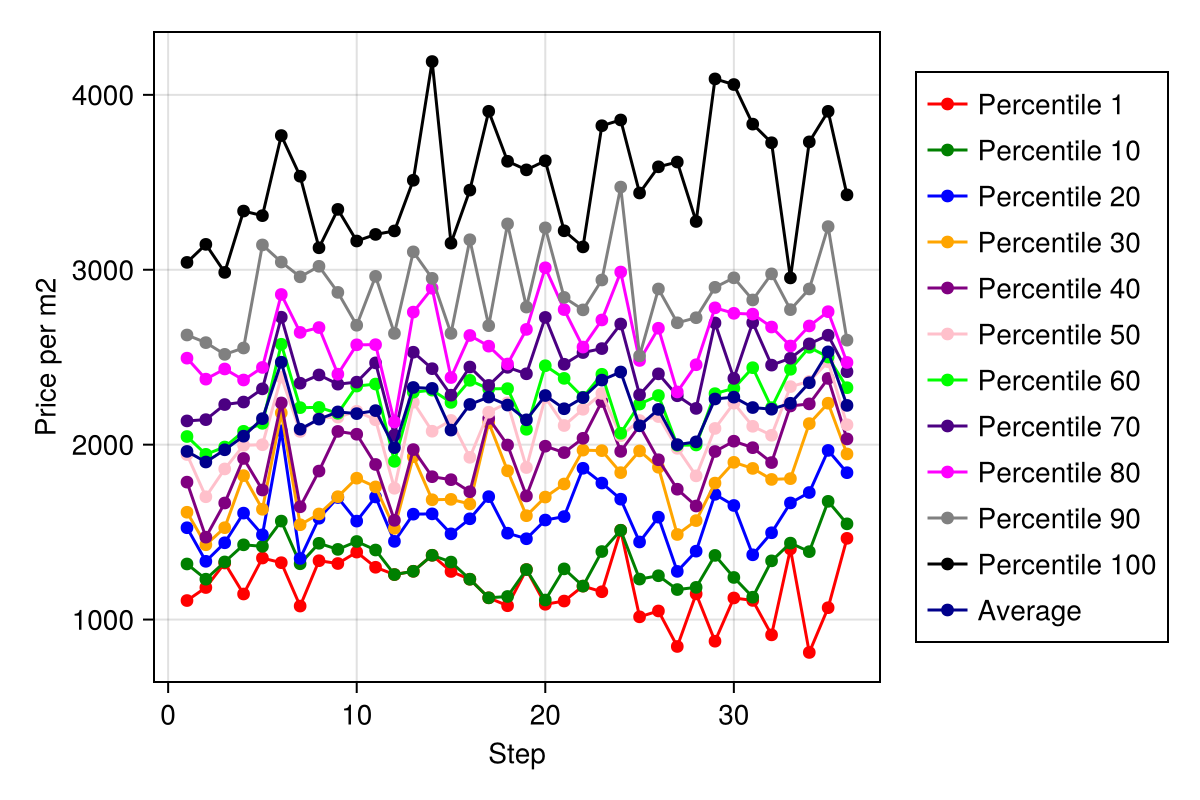 4000
3000
2000
1000
Price per m2
0
10
20
30
Step
Percentile 1
Percentile 10
Percentile 20
Percentile 30
Percentile 40
Percentile 50
Percentile 60
Percentile 70
Percentile 80
Percentile 90
Percentile 100
Average